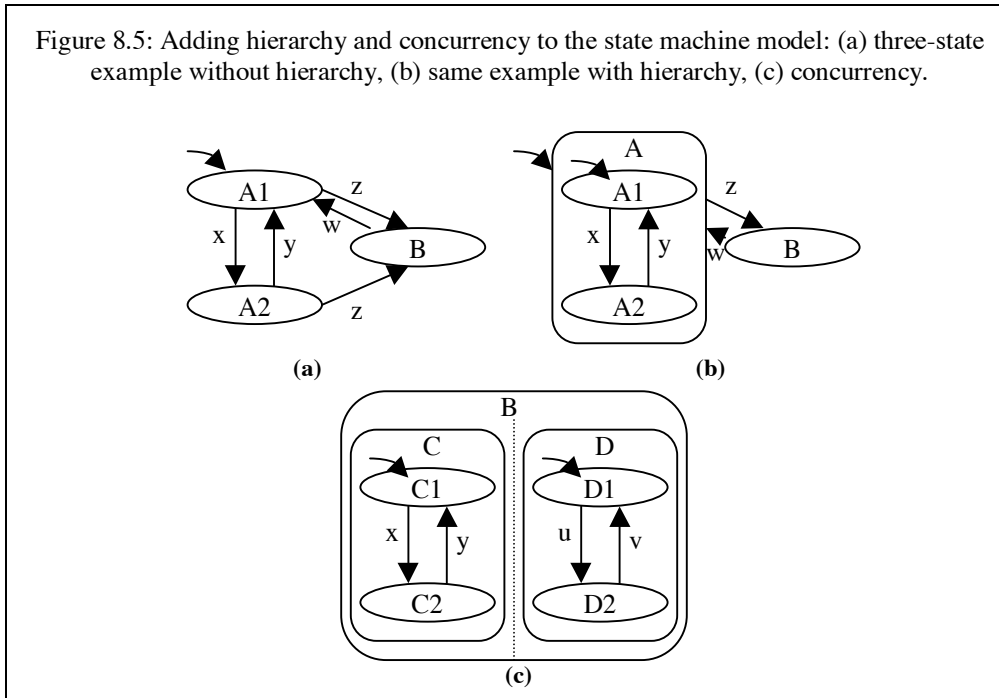 Figure 8.5: Adding hierarchy and concurrency to the state machine model: (a) three-state
example without hierarchy, (b) same example with hierarchy, (c) concurrency.
A1
z
w
x
y
B
A2
z
(a)
A
A1
z
x
y
w
B
A2
(b)
B
C
C1
x
y
C2
D
D1
u
v
D2
(c)